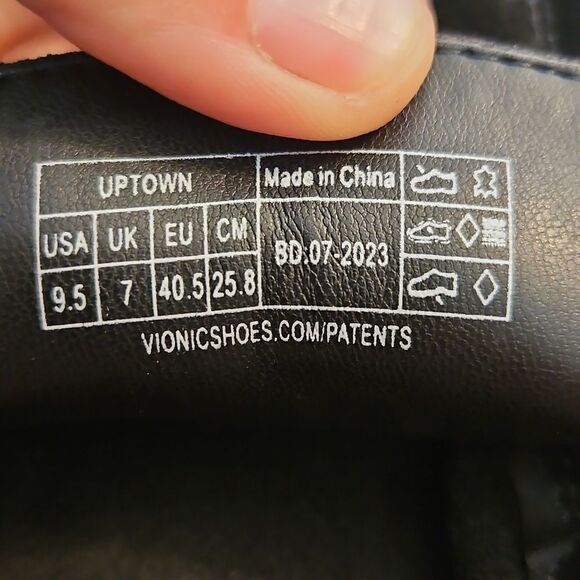 UPTOWN
Made in China
USA UK EU CM
BD.07-2023
9.5 7 40.5 25.8
VIONICSHOES.COM/PATENTS